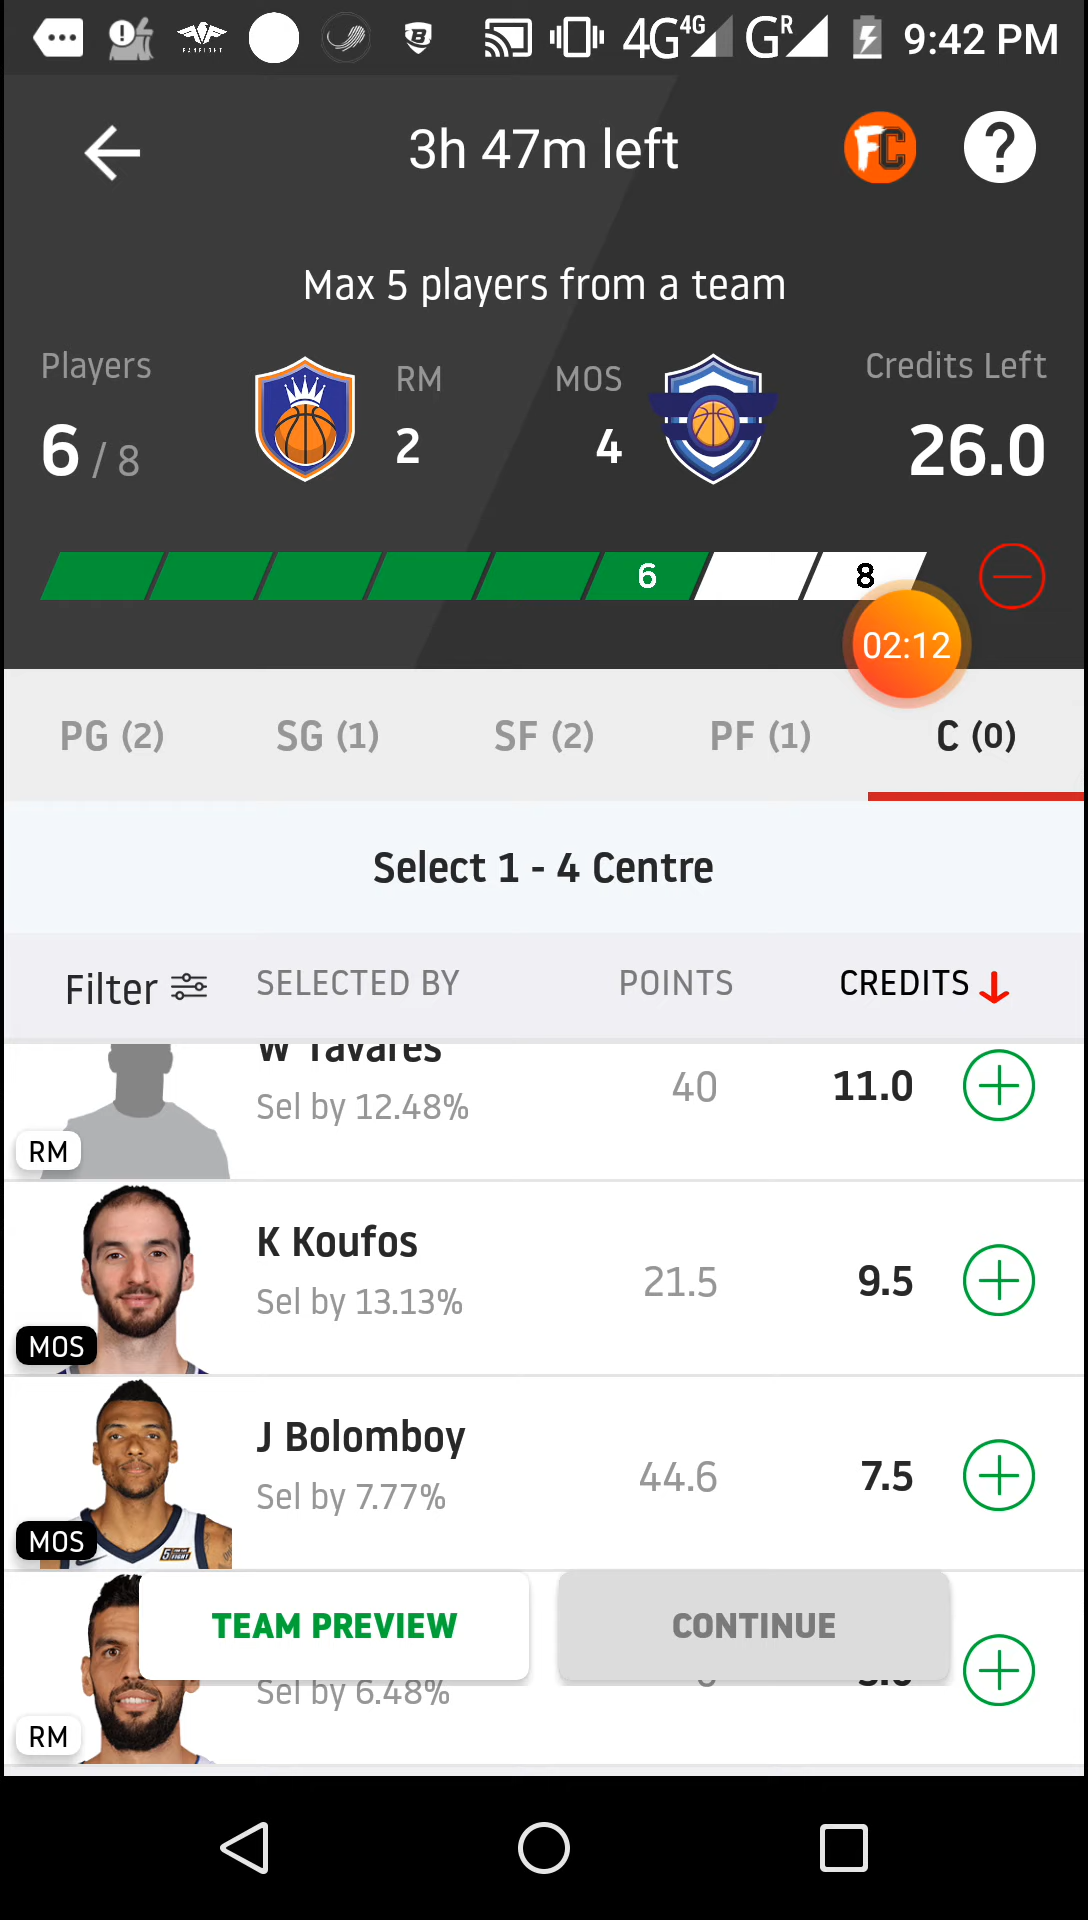 4G 4G G R 9:42 PM
3h 47m left
FC ?
Max 5 players from a team
Players RM MOS Credits Left
6 / 8 2 4 26.0
6 8
02:12
PG (2) SG (1) SF (2) PF (1) C (0)
Select 1 - 4 Centre
Filter SELECTED BY POINTS CREDITS
W Tavares
Sel by 12.48% 40 11.0
RM
K Koufos
Sel by 13.13% 21.5 9.5
MOS
J Bolomboy
Sel by 7.77% 44.6 7.5
MOS
TEAM PREVIEW CONTINUE
Sel by 6.48%
RM